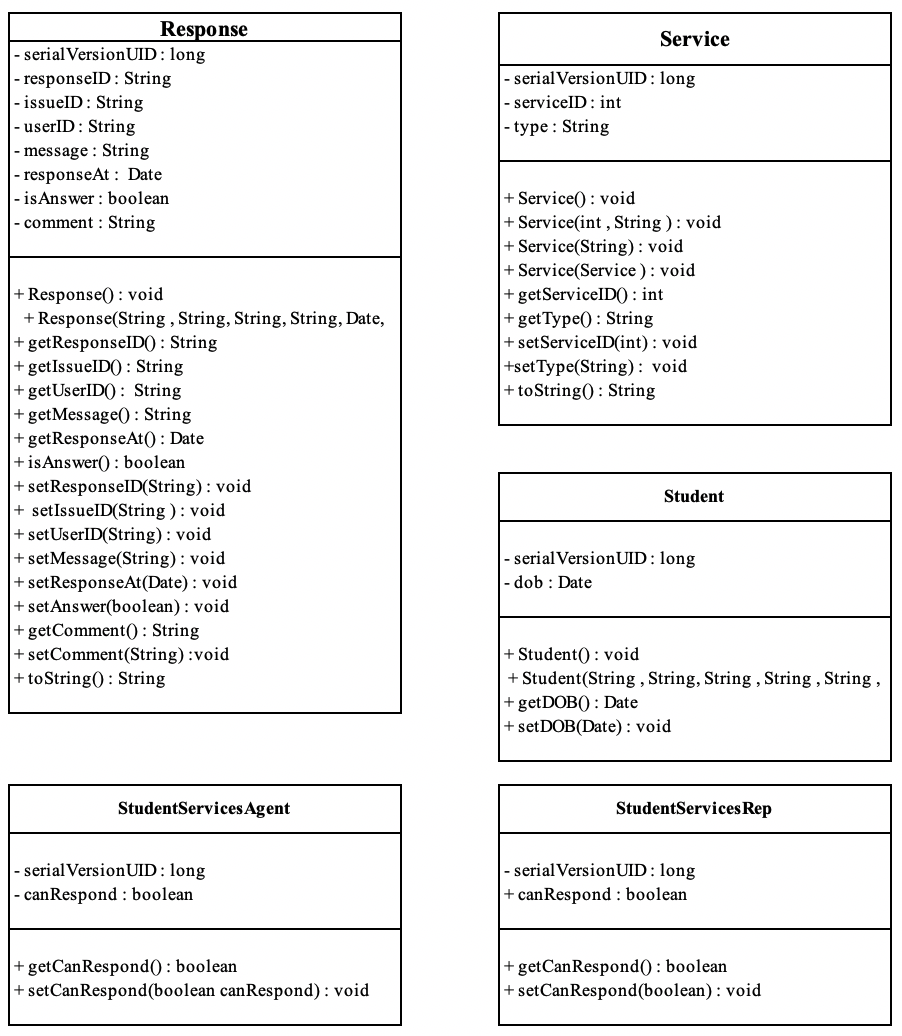 Response
- serialVersionUID : long
- responseID : String
- issueID : String
- userID : String
- message : String
- responseAt :  Date
- isAnswer : boolean
- comment : String
+ Response() : void
+ Response(String , String, String, String, Date,
+ getResponseID() : String
+ getIssueID() : String
+ getUserID() :  String
+ getMessage() : String
+ getResponseAt() : Date
+ isAnswer() : boolean
+ setResponseID(String) : void
+  setIssueID(String ) : void
+ setUserID(String) : void
+ setMessage(String) : void
+ setResponseAt(Date) : void
+ setAnswer(boolean) : void
+ getComment() : String
+ setComment(String) :void
+ toString() : String
Service
- serialVersionUID : long
- serviceID : int
- type : String
+ Service() : void
+ Service(int , String ) : void
+ Service(String) : void
+ Service(Service ) : void
+ getServiceID() : int
+ getType() : String
+ setServiceID(int) : void
+setType(String) :  void
+ toString() : String
Student
- serialVersionUID : long
- dob : Date
+ Student() : void
+ Student(String , String, String , String , String ,
+ getDOB() : Date
+ setDOB(Date) : void
StudentServicesAgent
- serialVersionUID : long
- canRespond : boolean
+ getCanRespond() : boolean
+ setCanRespond(boolean canRespond) : void
StudentServicesRep
- serialVersionUID : long
+ canRespond : boolean
+ getCanRespond() : boolean
+ setCanRespond(boolean) : void